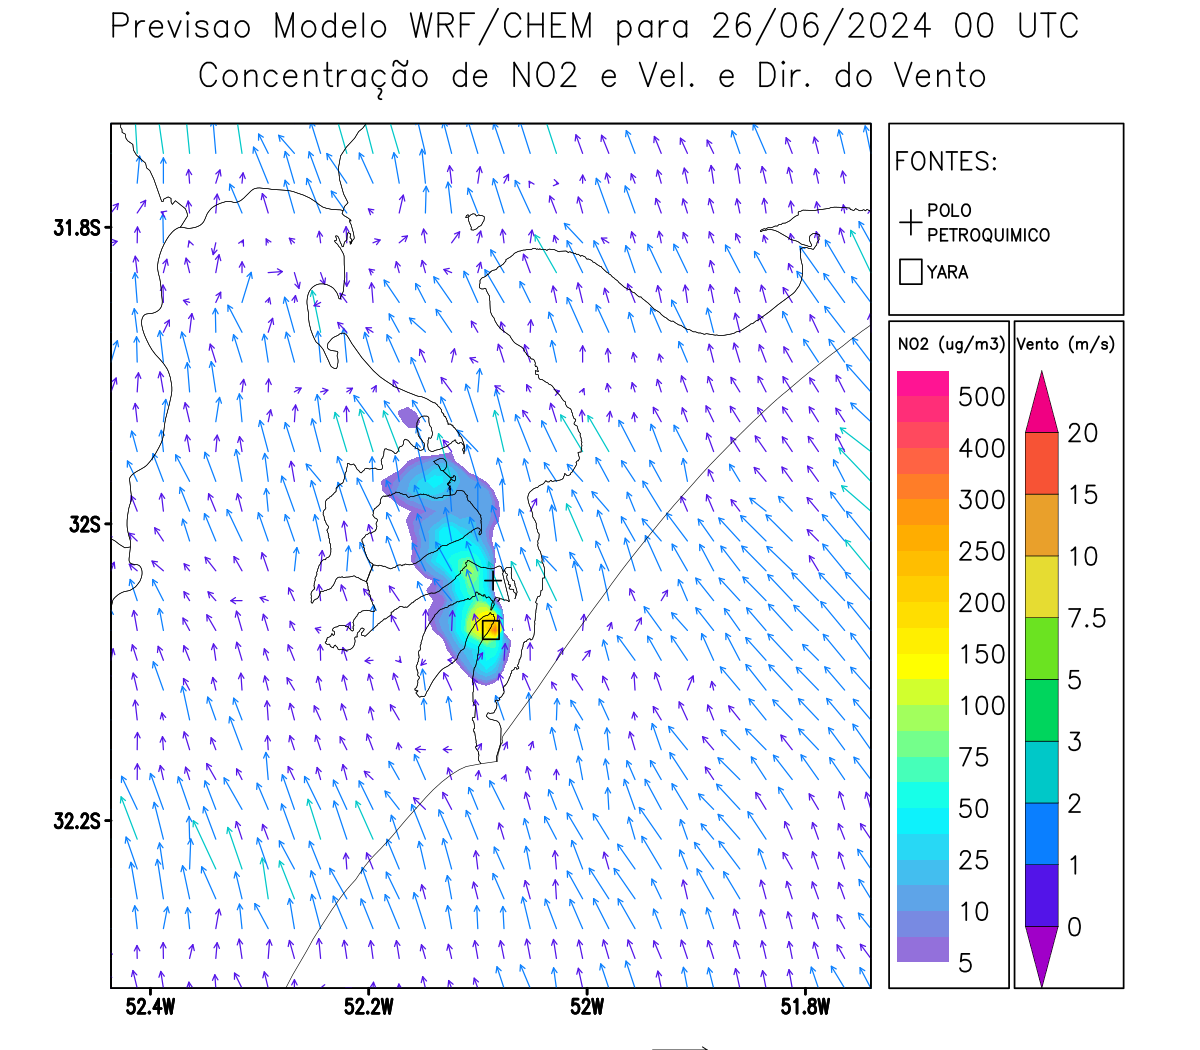 Previsao Modelo WRF/CHEM para 26/06/2024 00 UTC
Concentração de NO2 e Vel. e Dir. do Vento
FONTES:
POLO
PETROQUIMICO
YARA
31.8S
32S
32.2S
52.4W
52.2W
52W
51.8W
NO2 (ug/m3)
500
400
300
250
200
150
100
75
50
25
10
5
Vento (m/s)
20
15
10
7.5
5
3
2
1
0